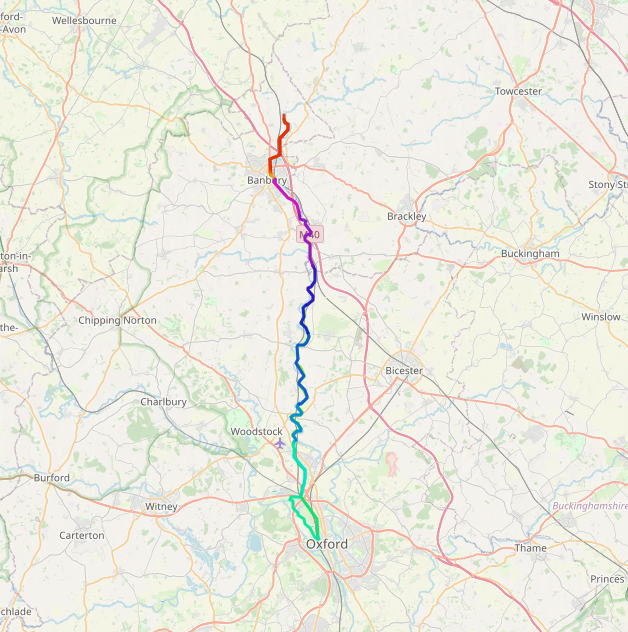 ford-
-Avon
Wellesbourne
Towcester
Banbury
Stony Str
Brackley
M40
ton-in-
arsh
Buckingham
Chipping Norton
the-
Winslow
Bicester
Charlbury
Woodstock
Burford
Witney
Buckinghamshire
Carterton
Oxford
Thame
Princes
chlade